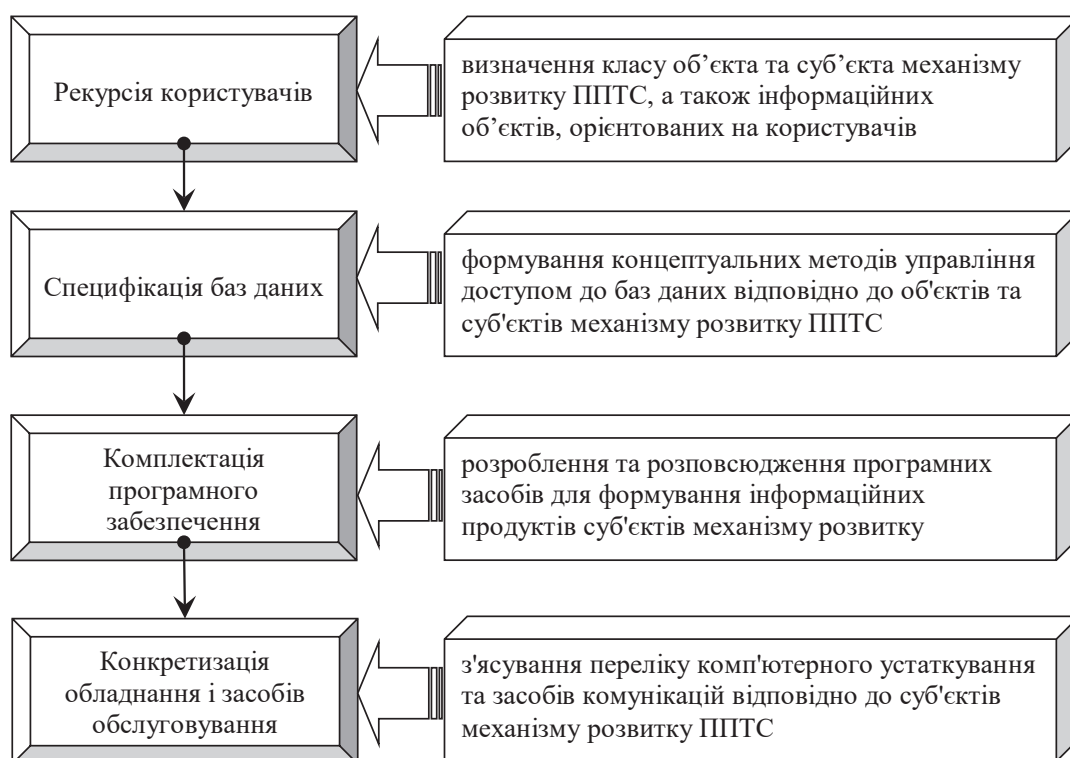 Рекурсія користувачів
визначення класу об’єкта та суб’єкта механізму
розвитку ППТС, а також інформаційних
об’єктів, орієнтованих на користувачів
Специфікація баз даних
формування концептуальних методів управління
доступом до баз даних відповідно до об'єктів та
суб'єктів механізму розвитку ППТС
Комплектація
програмного
забезпечення
розроблення та розповсюдження програмних
засобів для формування інформаційних
продуктів суб'єктів механізму розвитку
Конкретизація
обладнання і засобів
обслуговування
з'ясування переліку комп'ютерного устаткування
та засобів комунікацій відповідно до суб'єктів
механізму розвитку ППТС